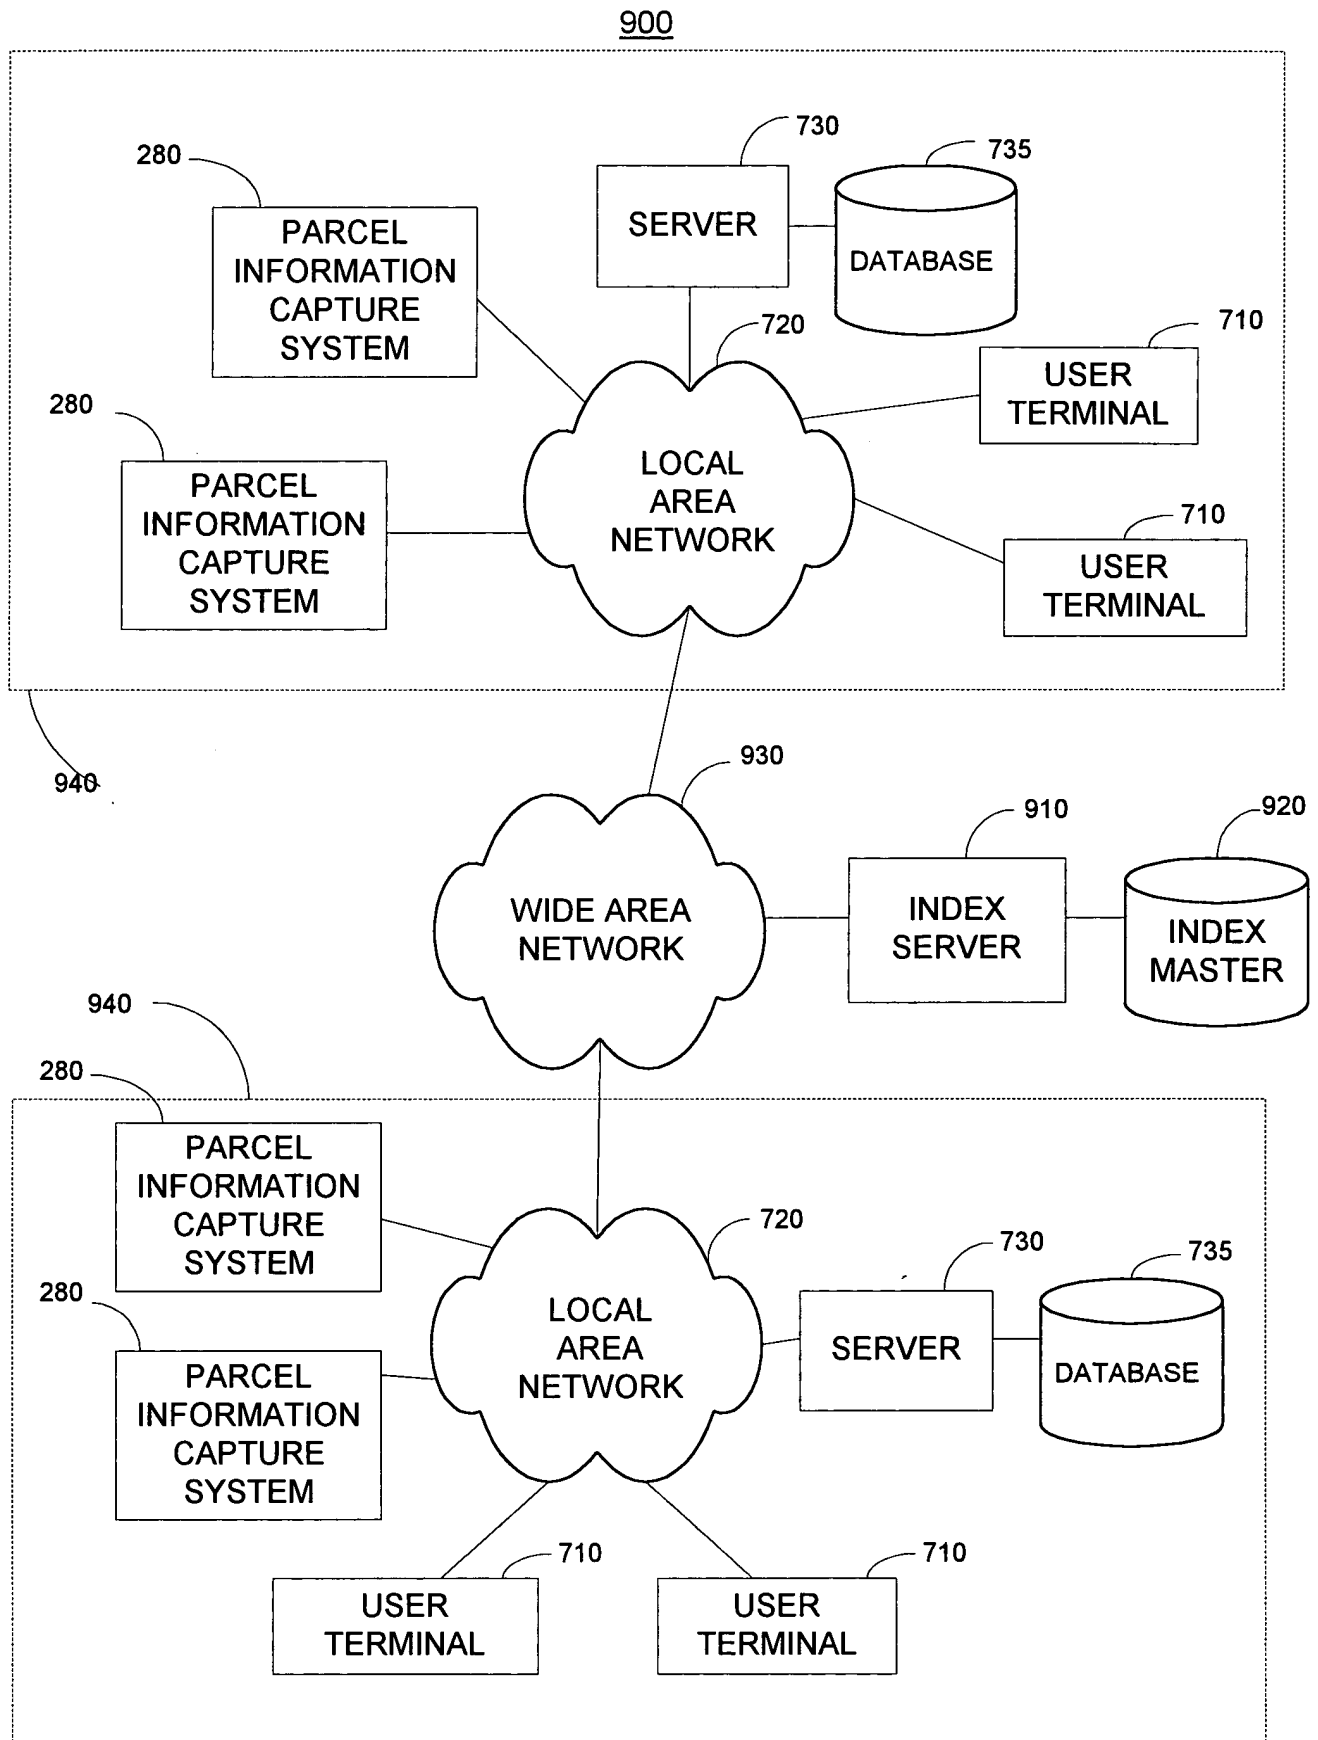 900
730
735
280
PARCEL
INFORMATION
CAPTURE
SYSTEM
SERVER
DATABASE
720
710
USER
TERMINAL
280
PARCEL
INFORMATION
CAPTURE
SYSTEM
LOCAL
AREA
NETWORK
710
USER
TERMINAL
940
930
910
920
WIDE AREA
NETWORK
INDEX
SERVER
INDEX
MASTER
940
280
PARCEL
INFORMATION
CAPTURE
SYSTEM
720
730
735
280
LOCAL
AREA
NETWORK
SERVER
DATABASE
PARCEL
INFORMATION
CAPTURE
SYSTEM
710
USER
TERMINAL
710
USER
TERMINAL